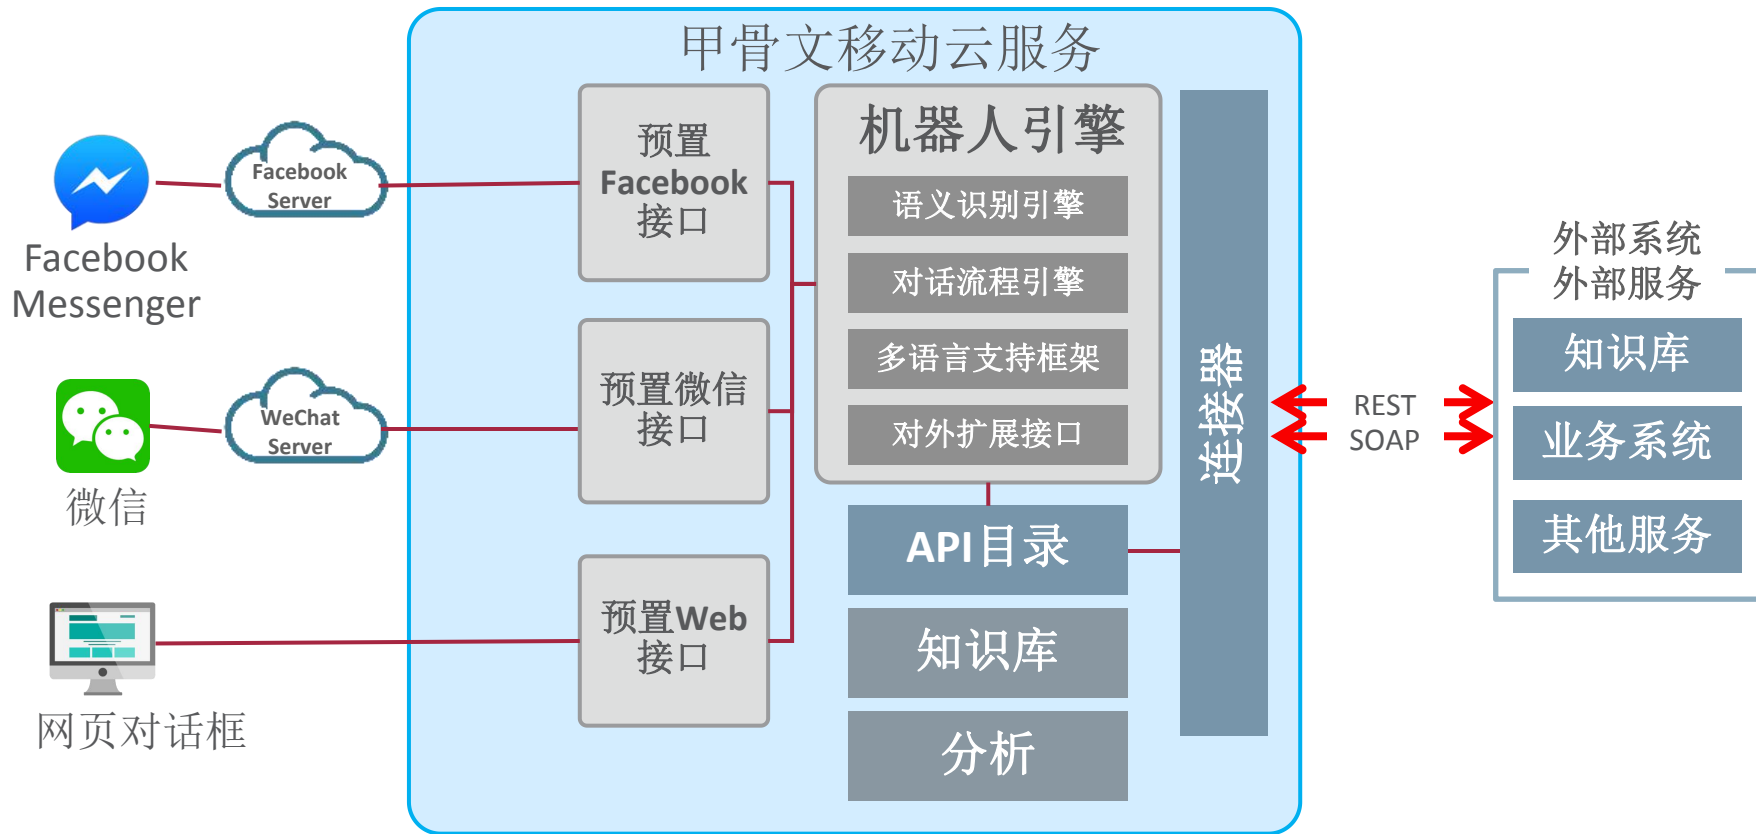 甲骨文移动云服务
Facebook
Server
Facebook
Messenger
WeChat
Server
微信
网页对话框
预置
Facebook
接口
预置微信
接口
预置Web
接口
机器人引擎
语义识别引擎
对话流程引擎
多语言支持框架
对外扩展接口
API目录
知识库
分析
连接器
REST
SOAP
外部系统
外部服务
知识库
业务系统
其他服务